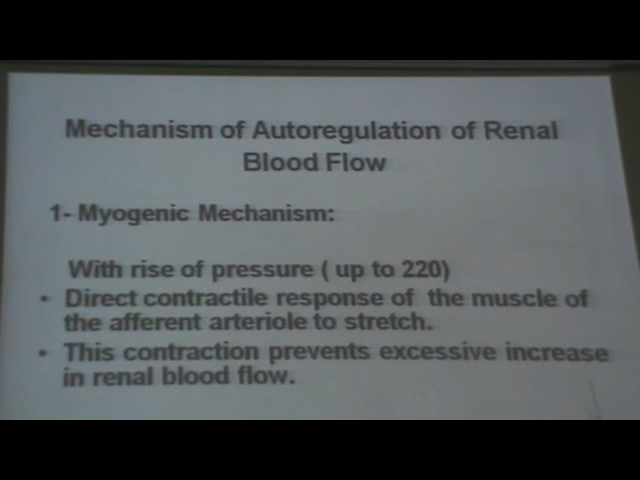 Mechanism of Autoregulation of Renal
Blood Flow
1- Myogenic Mechanism:
With rise of pressure ( up to 220)
• Direct contractile response of the muscle of
the afferent arteriole to stretch.
• This contraction prevents excessive increase
in renal blood flow.